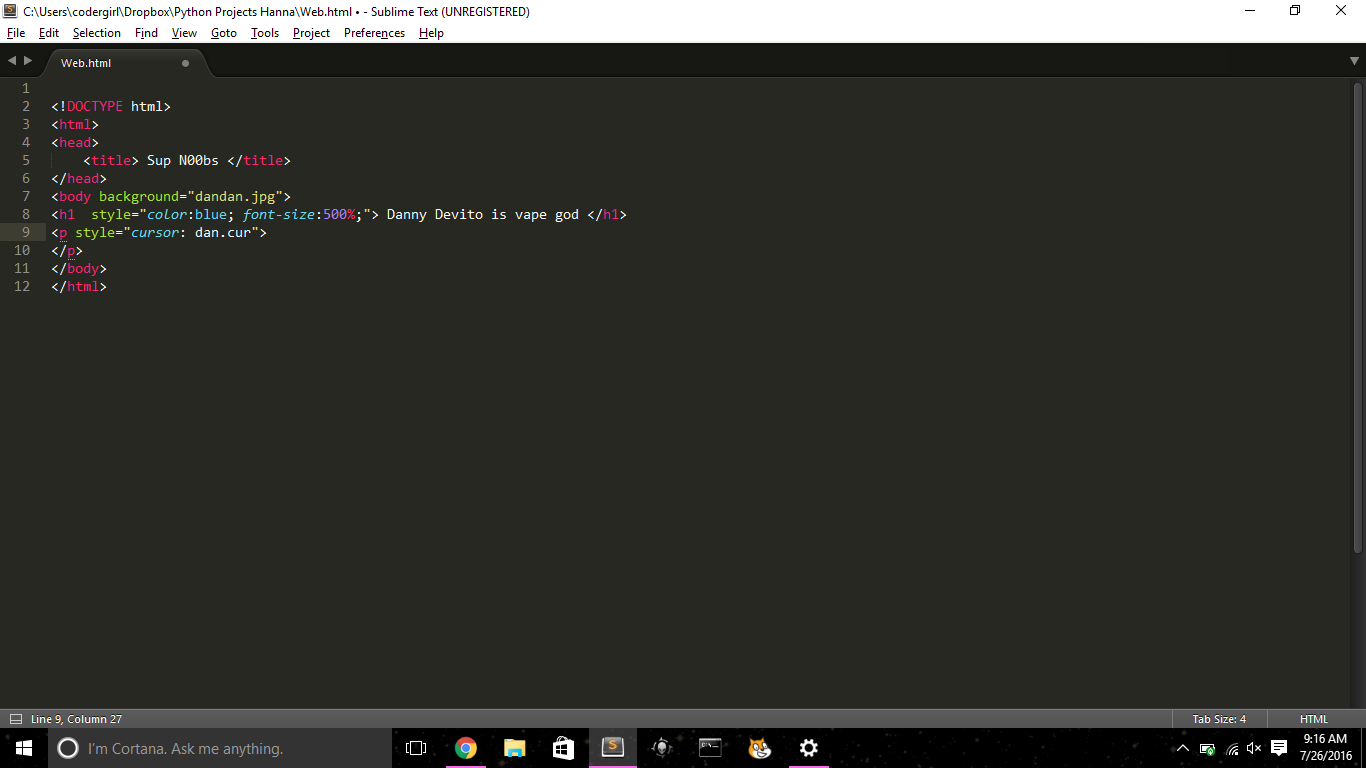 C:\Users\codergirl\Dropbox\Python Projects Hanna\Web.html • - Sublime Text (UNREGISTERED)
File Edit Selection Find View Goto Tools Project Preferences Help
Web.html
1
2 <!DOCTYPE html>
3 <html>
4 <head>
5     <title> Sup N00bs </title>
6 </head>
7 <body background="dandan.jpg">
8 <h1  style="color:blue; font-size:500%;"> Danny Devito is vape god </h1>
9 <p style="cursor: dan.cur">
10 </p>
11 </body>
12 </html>
Line 9, Column 27 Tab Size: 4 HTML
I'm Cortana. Ask me anything.
9:16 AM
7/26/2016